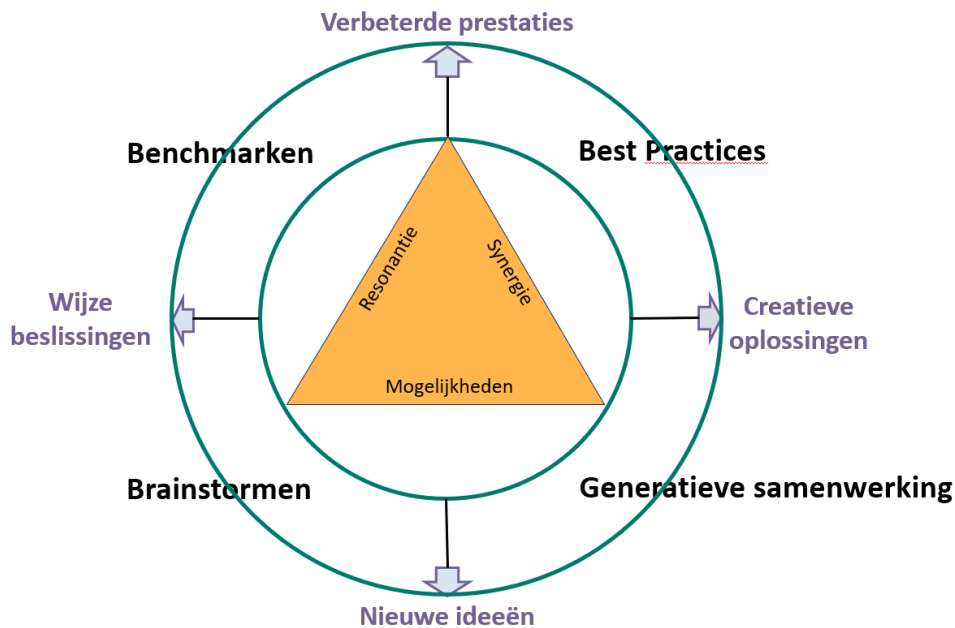 Verbeterde prestaties
Benchmarken
Best Practices
Resonantie
Synergie
Wijze
beslissingen
Creatieve
oplossingen
Mogelijkheden
Brainstormen
Generatieve samenwerking
Nieuwe ideeën